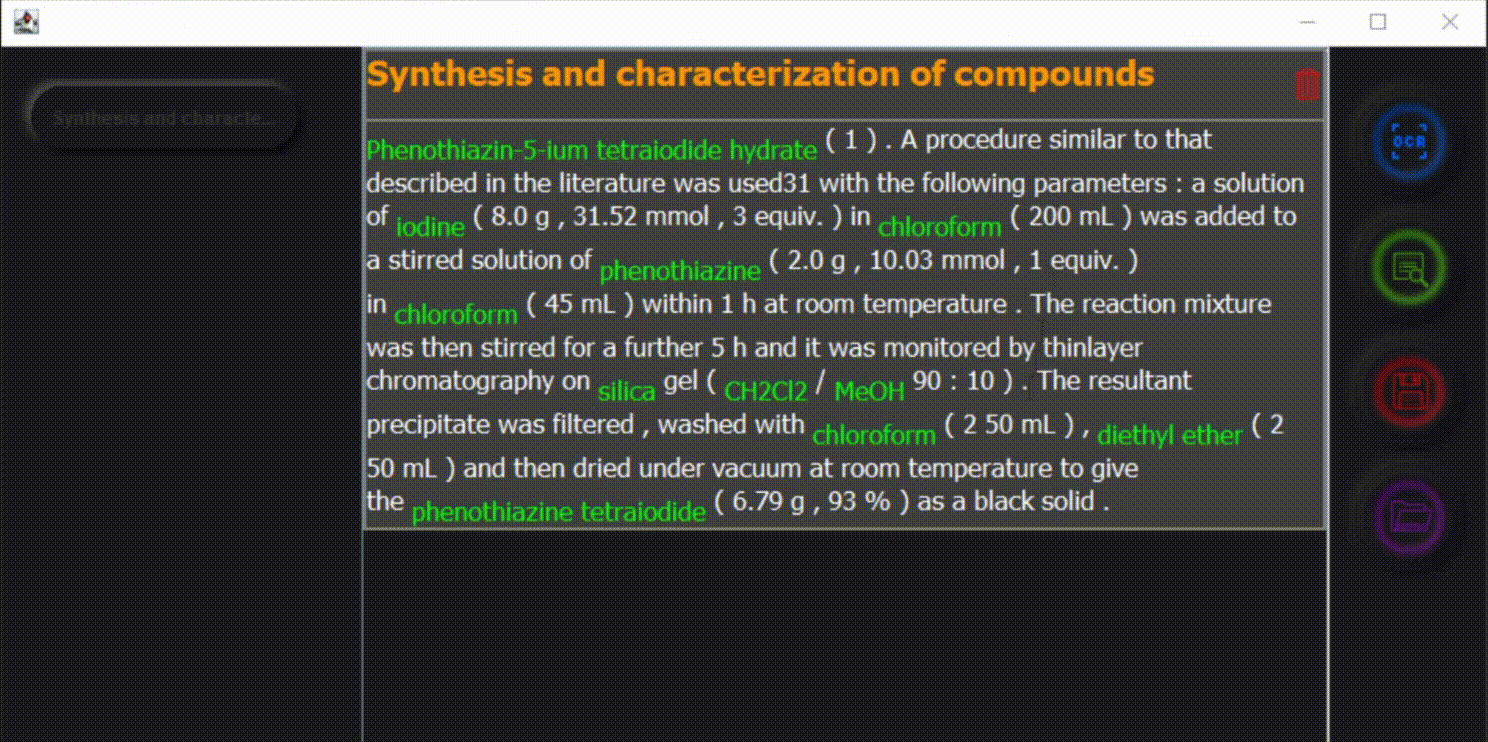 Synthesis and characterization of compounds
Synthesis and characte...
OCR
Phenothiazin-5-ium tetraiodide hydrate ( 1 ) . A procedure similar to that
described in the literature was used31 with the following parameters : a solution
of iodine ( 8.0 g , 31.52 mmol , 3 equiv. ) in chloroform ( 200 mL ) was added to
a stirred solution of phenothiazine ( 2.0 g , 10.03 mmol , 1 equiv. )
in chloroform ( 45 mL ) within 1 h at room temperature . The reaction mixture
was then stirred for a further 5 h and it was monitored by thinlayer
chromatography on silica gel ( CH2Cl2 / MeOH 90 : 10 ) . The resultant
precipitate was filtered , washed with chloroform ( 2 50 mL ) , diethyl ether ( 2
50 mL ) and then dried under vacuum at room temperature to give
the phenothiazine tetraiodide ( 6.79 g , 93 % ) as a black solid .